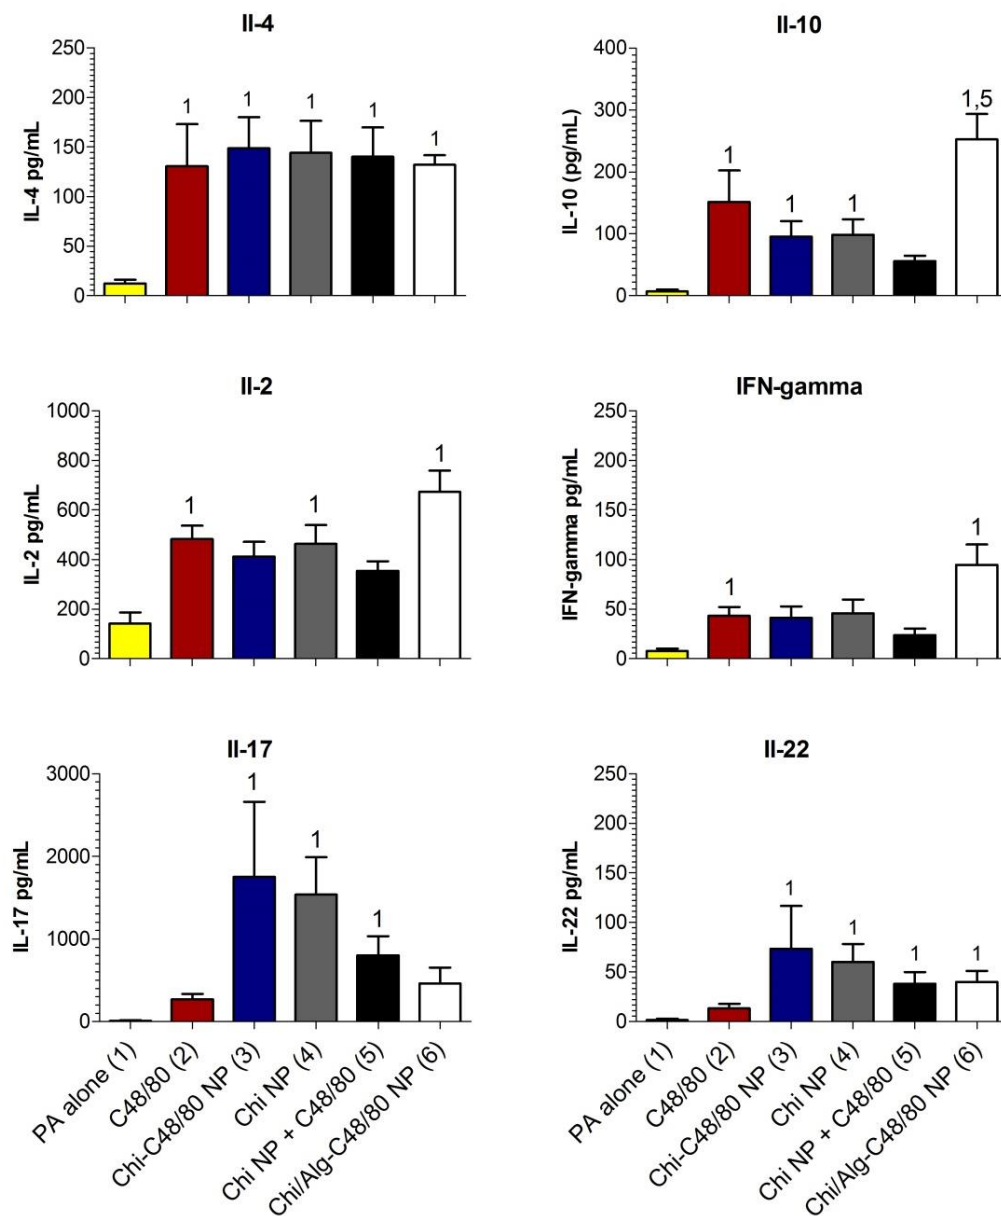 Il-4
250
200
150
100
50
0
IL-4 pg/mL
1
1
1
1
1
Il-10
400
300
200
100
0
IL-10 (pg/mL)
1
1
1
1,5
Il-2
1000
800
600
400
200
0
IL-2 pg/mL
1
1
1
IFN-gamma
250
200
150
100
50
0
IFN-gamma pg/mL
1
1
Il-17
3000
2000
1000
0
IL-17 pg/mL
1
1
1
PA alone (1)
C48/80 (2)
Chi-C48/80 NP (3)
Chi NP (4)
Chi NP + C48/80 (5)
Chi/Alg-C48/80 NP (6)
Il-22
250
200
150
100
50
0
IL-22 pg/mL
1
1
1
1
PA alone (1)
C48/80 (2)
Chi-C48/80 NP (3)
Chi NP (4)
Chi NP + C48/80 (5)
Chi/Alg-C48/80 NP (6)